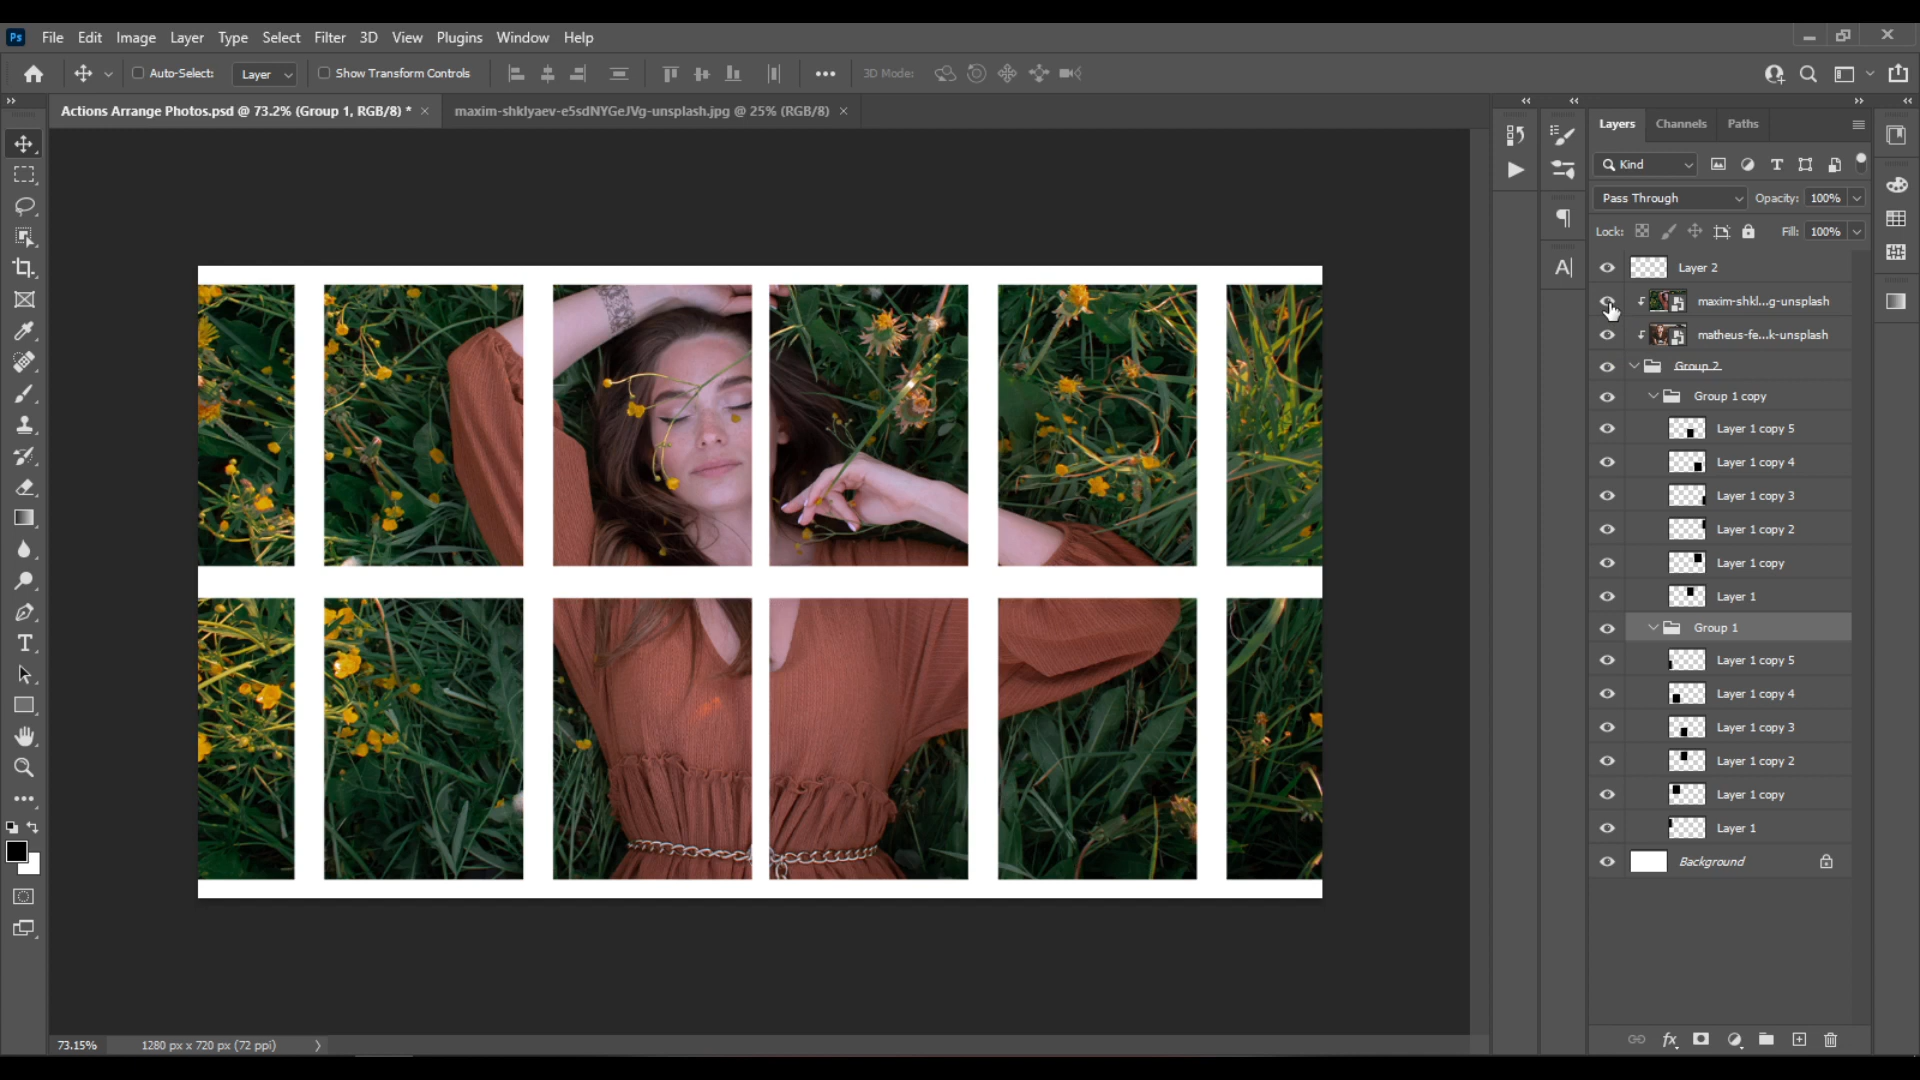 Ps File Edit Image Layer Type Select Filter 3D View Plugins Window Help
Auto-Select: Layer Show Transform Controls 3D Mode:
Actions Arrange Photos.psd @ 73.2% (Group 1, RGB/8) * maxim-shklyaev-e5sdNYGeJVg-unsplash.jpg @ 25% (RGB/8)
Layers Channels Paths
Kind
Pass Through Opacity: 100%
Lock: Fill: 100%
Layer 2
maxim-shkl...g-unsplash
matheus-fe...k-unsplash
Group 2
Group 1 copy
Layer 1 copy 5
Layer 1 copy 4
Layer 1 copy 3
Layer 1 copy 2
Layer 1 copy
Layer 1
Group 1
Layer 1 copy 5
Layer 1 copy 4
Layer 1 copy 3
Layer 1 copy 2
Layer 1 copy
Layer 1
Background
73.15% 1280 px x 720 px (72 ppi)